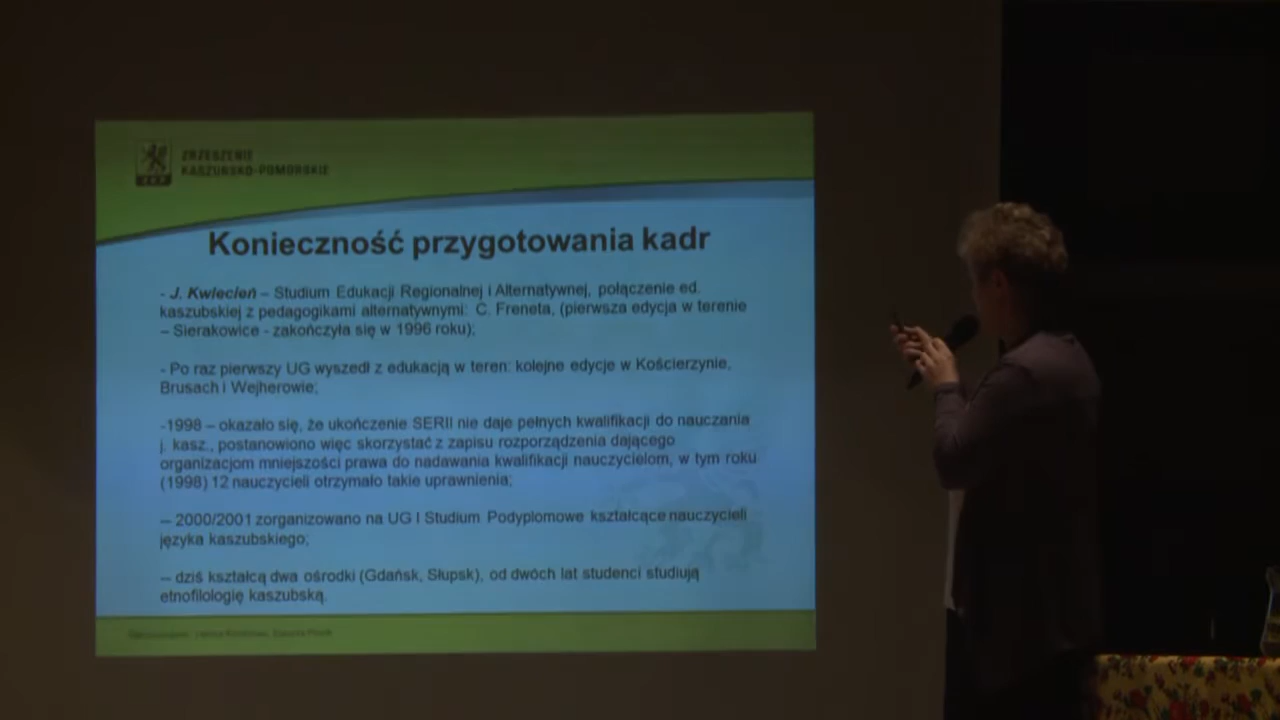 ZRZESZENIE
KASZUBSKO-POMORSKIE
Konieczność przygotowania kadr
- J. Kwiecień – Studium Edukacji Regionalnej i Alternatywnej, połączenie ed.
kaszubskiej z pedagogikami alternatywnymi: C. Freneta, (pierwsza edycja w terenie
– Sierakowice - zakończyła się w 1996 roku);
- Po raz pierwszy UG wyszedł z edukacją w teren: kolejne edycje w Kościerzynie,
Brusach i Wejherowie;
-1998 – okazało się, że ukończenie SERII nie daje pełnych kwalifikacji do nauczania
j. kasz., postanowiono więc skorzystać z zapisu rozporządzenia dającego
organizacjom mniejszości prawa do nadawania kwalifikacji nauczycielom, w tym roku
(1998) 12 nauczycieli otrzymało takie uprawnienia;
– 2000/2001 zorganizowano na UG I Studium Podyplomowe kształcące nauczycieli
języka kaszubskiego;
– dziś kształcą dwa ośrodki (Gdańsk, Słupsk), od dwóch lat studenci studiują
etnofilologię kaszubską.